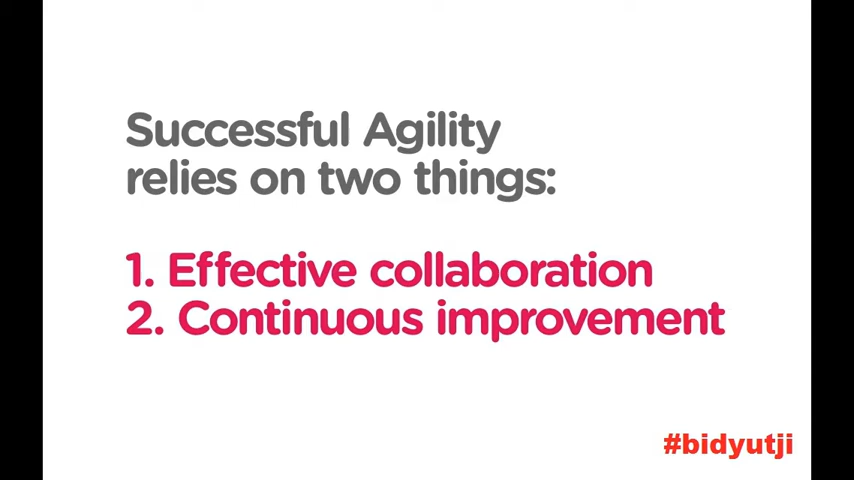 Successful Agility
relies on two things:
1. Effective collaboration
2. Continuous improvement
#bidyutji